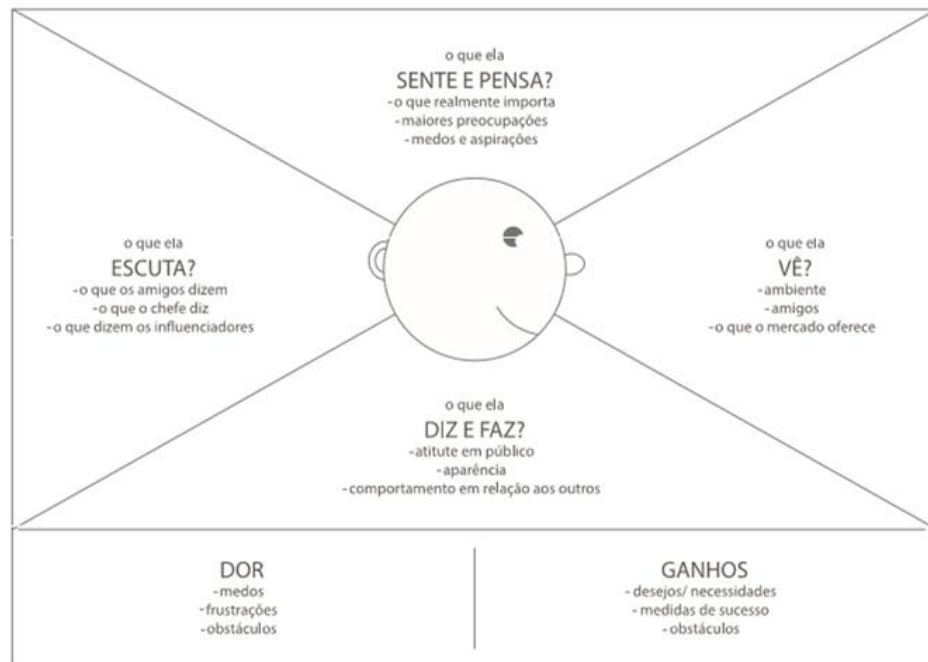 o que ela
SENTE E PENSA?
-o que realmente importa
-maiores preocupações
-medos e aspirações
o que ela
ESCUTA?
-o que os amigos dizem
-o que o chefe diz
-o que dizem os influenciadores
o que ela
VÊ?
-ambiente
-amigos
-o que o mercado oferece
o que ela
DIZ E FAZ?
-atitute em público
-aparência
-comportamento em relação aos outros
DOR
-medos
-frustrações
-obstáculos
GANHOS
-desejos/ necessidades
-medidas de sucesso
-obstáculos